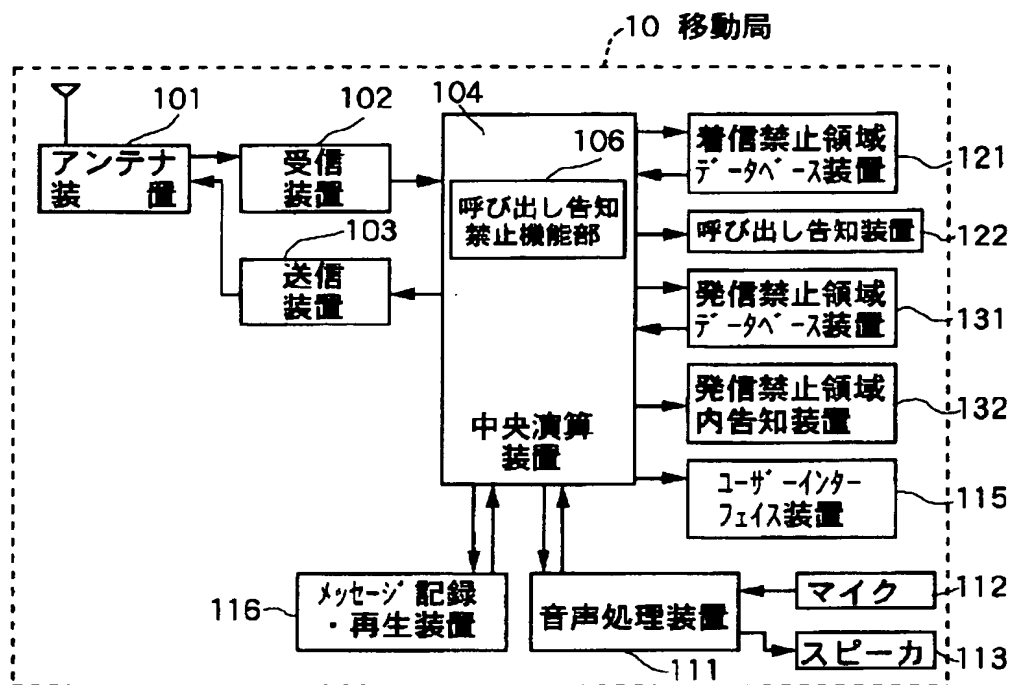 10 移動局
101
102
104
アンテナ
装　置
受信
装置
103
送信
装置
106
呼び出し告知
禁止機能部
中央演算
装置
着信禁止領域
ﾃﾞｰﾀﾍﾞｰｽ装置
121
呼び出し告知装置
122
発信禁止領域
ﾃﾞｰﾀﾍﾞｰｽ装置
131
発信禁止領域
内告知装置
132
ﾕｰｻﾞｰｲﾝﾀｰ
ﾌｪｲｽ装置
115
116
ﾒｯｾｰｼﾞ記録
・再生装置
音声処理装置
111
マイク
112
スピーカ
113